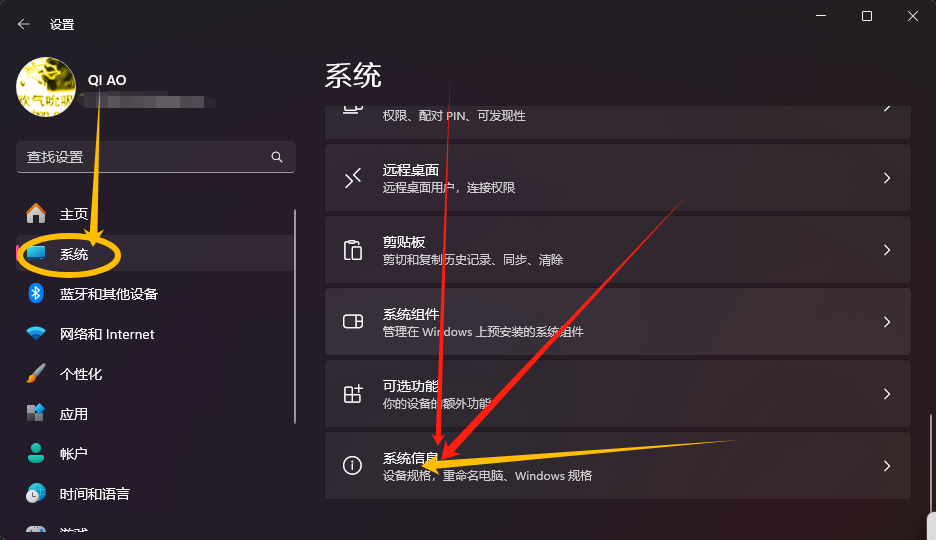 设置
QI AO
查找设置
主页
系统
蓝牙和其他设备
网络和 Internet
个性化
应用
帐户
时间和语言
游戏
系统
权限、配对 PIN、可发现性
远程桌面
远程桌面用户，连接权限
剪贴板
剪切和复制历史记录、同步、清除
系统组件
管理在 Windows 上预安装的系统组件
可选功能
你的设备的额外功能
系统信息
设备规格，重命名电脑、Windows 规格